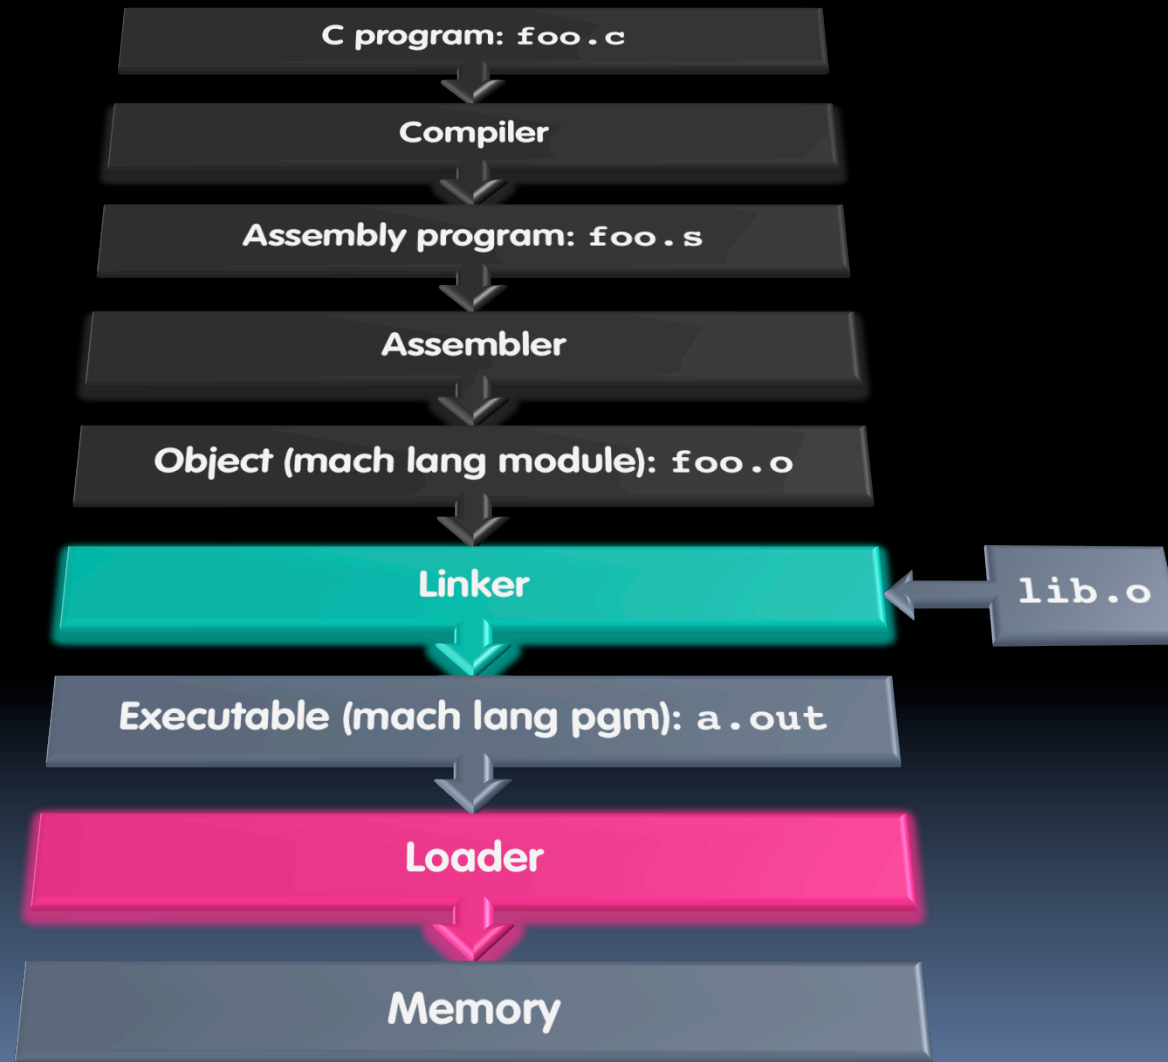 C program: foo.c
Compiler
Assembly program: foo.s
Assembler
Object (mach lang module): foo.o
Linker
lib.o
Executable (mach lang pgm): a.out
Loader
Memory